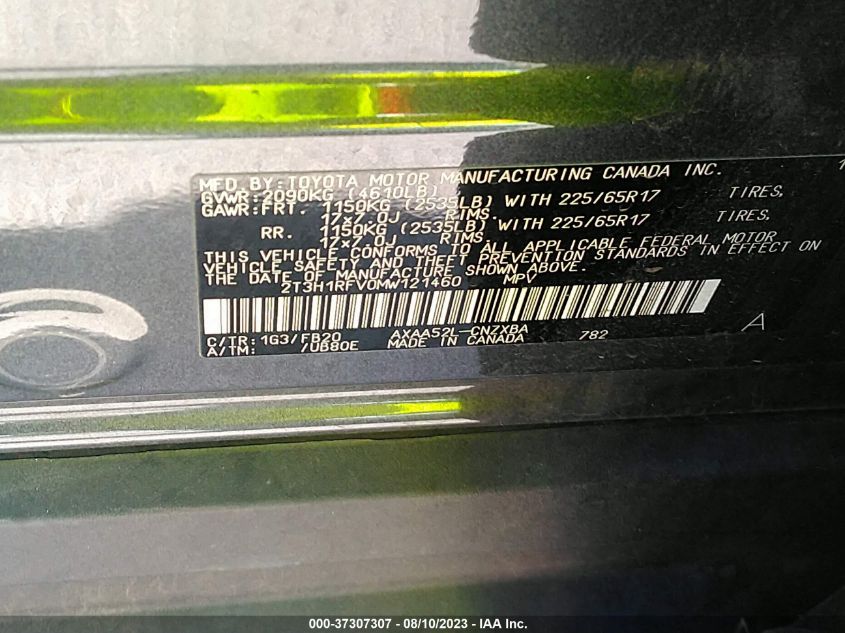 MFD.BY:TOYOTA MOTOR MANUFACTURING CANADA INC.
GVWR:2090KG (4610LB)
GAWR:FRT. 1150KG (2535LB) WITH 225/65R17 TIRES,
17x7.0J RIMS.
RR. 1150KG (2535LB) WITH 225/65R17 TIRES,
17x7.0J RIMS.
THIS VEHICLE CONFORMS TO ALL APPLICABLE FEDERAL MOTOR
VEHICLE SAFETY AND THEFT PREVENTION STANDARDS IN EFFECT ON
THE DATE OF MANUFACTURE SHOWN ABOVE.
2T3H1RFV0MW121460 MPV
C/TR:1G3/FB20 AXAA52L-CNZXBA A
A/TM: /UB80E MADE IN CANADA 782
000-37307307 - 08/10/2023 - IAA Inc.